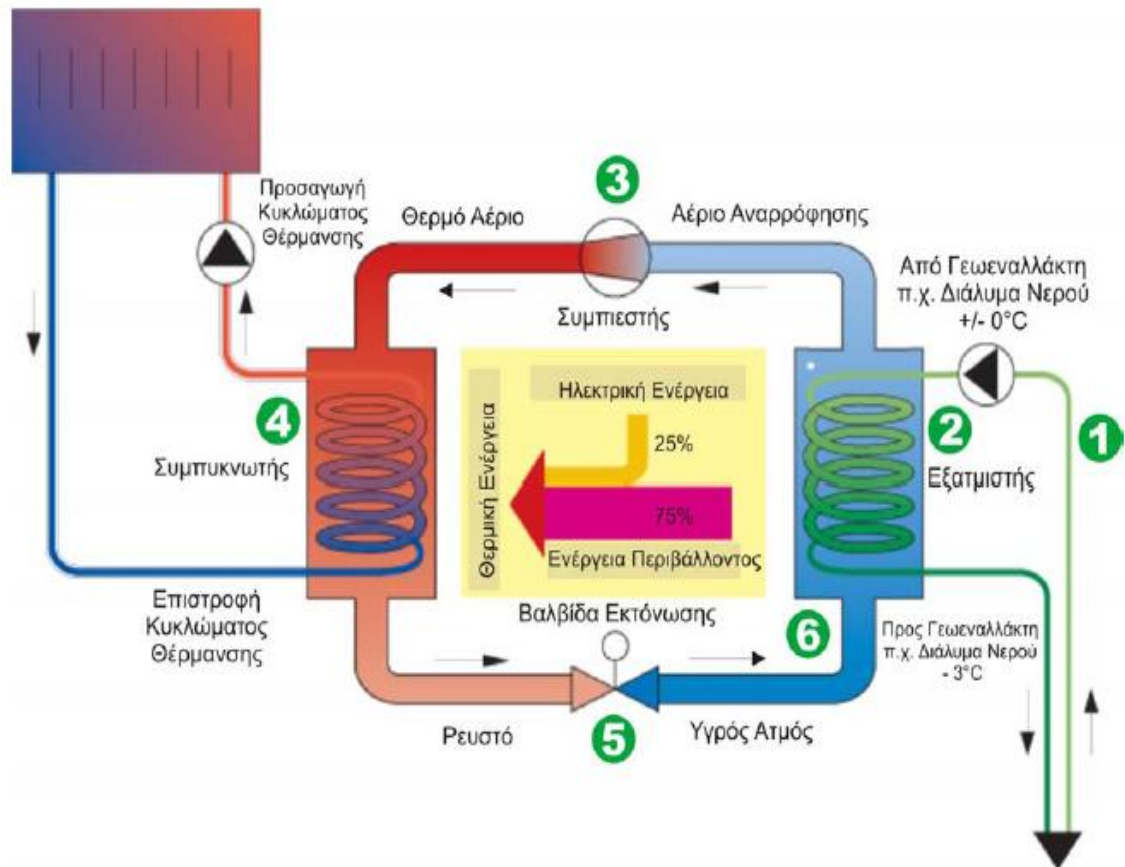 3
Προσαγωγή
Κυκλώματος
Θέρμανσης
Θερμό Αέριο
Αέριο Αναρρόφησης
Από Γεωεναλλάκτη
π.χ. Διάλυμα Νερού
+/- 0°C
Συμπιεστής
Ηλεκτρική Ενέργεια
25%
Θερμική Ενέργεια
75%
Ενέργεια Περιβάλλοντος
4
Συμπυκνωτής
2
1
Εξατμιστής
Βαλβίδα Εκτόνωσης
Επιστροφή
Κυκλώματος
Θέρμανσης
6
Προς Γεωεναλλάκτη
π.χ. Διάλυμα Νερού
- 3°C
Ρευστό
5
Υγρός Ατμός